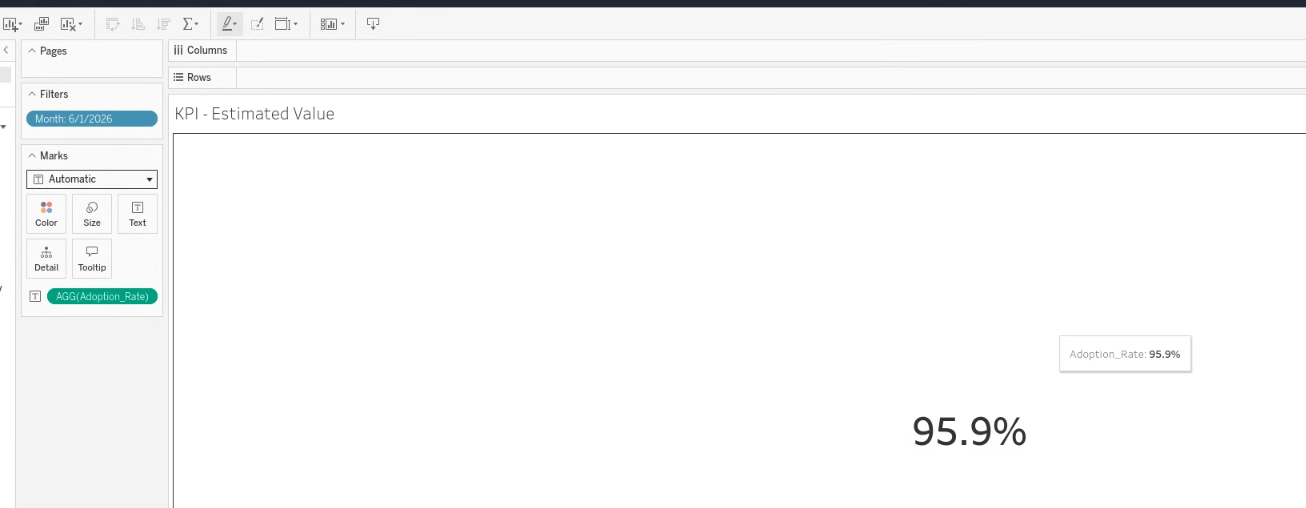 Pages
Columns
Rows
Filters
Month: 6/1/2026
KPI - Estimated Value
Marks
Automatic
Color
Size
Text
Detail
Tooltip
AGG(Adoption_Rate)
Adoption_Rate: 95.9%
95.9%